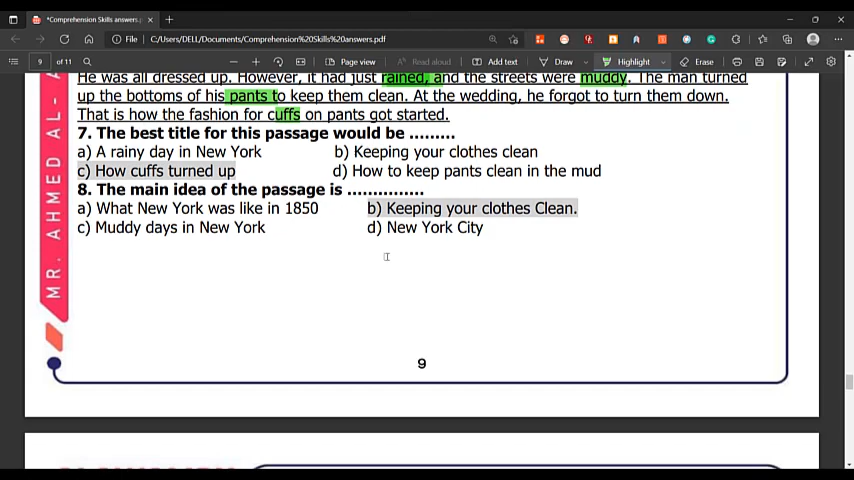 *Comprehension Skills answers.p
File
C:/Users/DELL/Documents/Comprehension%20Skills%20answers.pdf
9 of 11
Page view
Read aloud
Add text
Draw
Highlight
Erase
He was all dressed up. However, it had just rained, and the streets were muddy. The man turned
up the bottoms of his pants to keep them clean. At the wedding, he forgot to turn them down.
That is how the fashion for cuffs on pants got started.
7. The best title for this passage would be .........
a) A rainy day in New York b) Keeping your clothes clean
c) How cuffs turned up d) How to keep pants clean in the mud
8. The main idea of the passage is ...............
a) What New York was like in 1850 b) Keeping your clothes Clean.
c) Muddy days in New York d) New York City
MR. AHMED AL- A
9